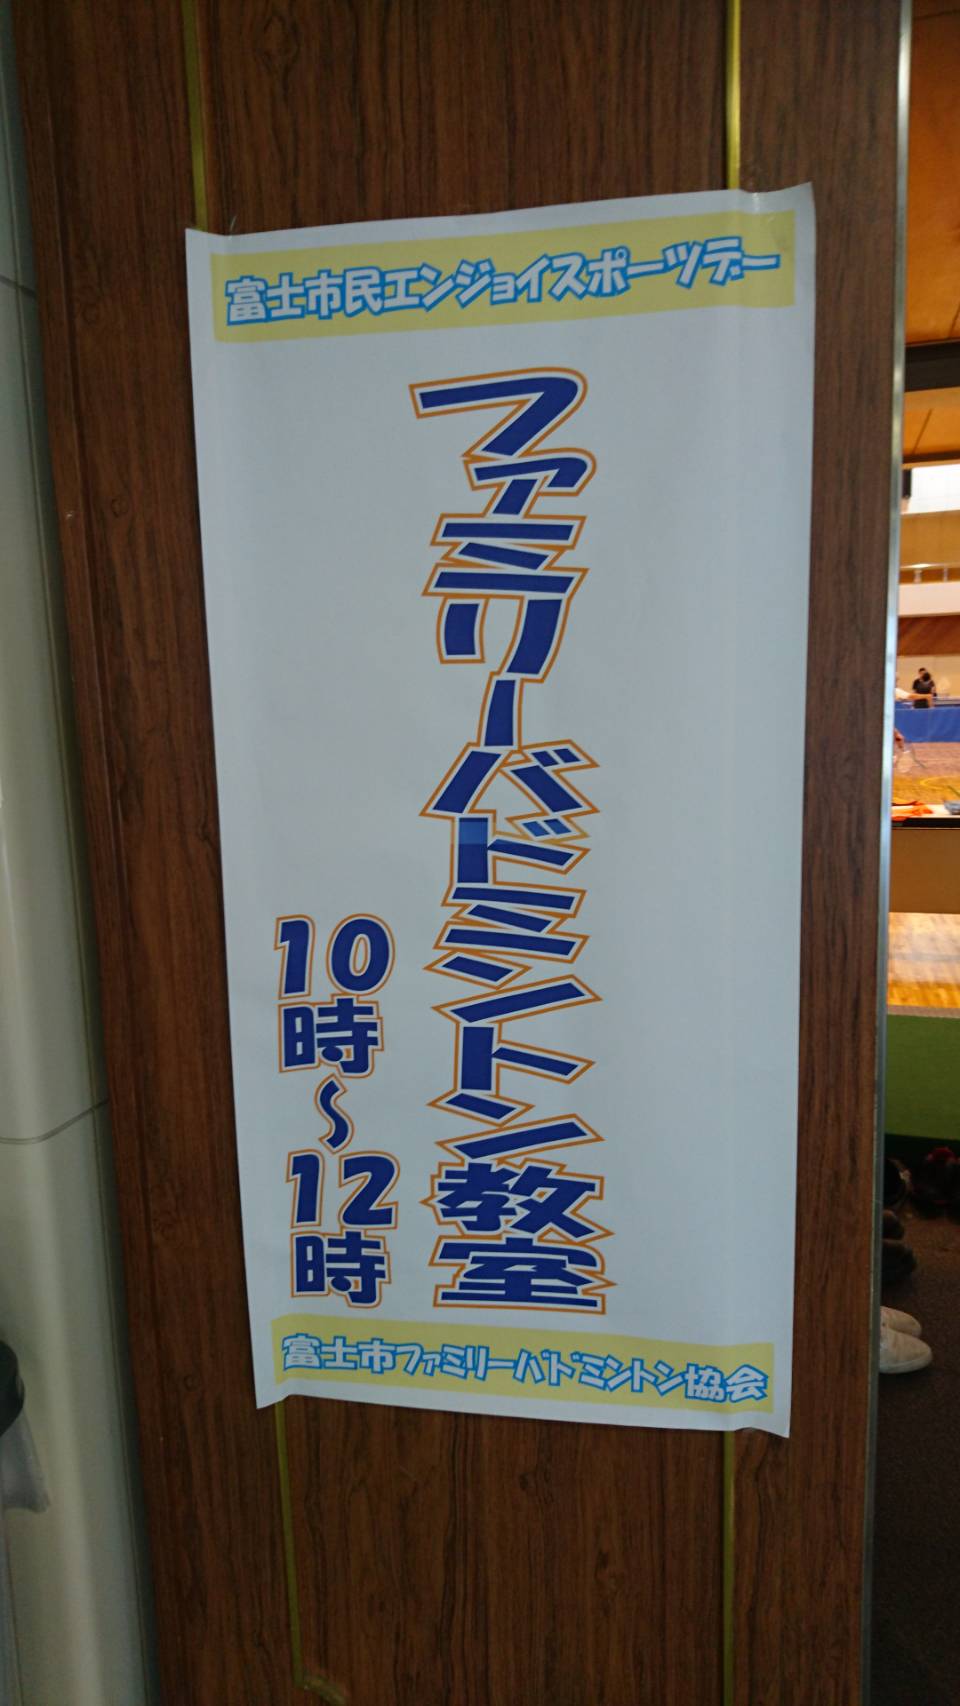 富士市民エンジョイスポーツデー
ファミリーバドミントン教室
10時〜12時
富士市ファミリーバドミントン協会